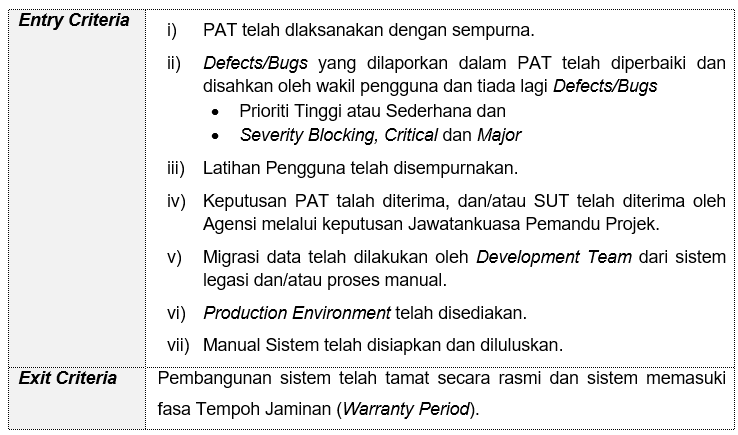 Entry Criteria
i) PAT telah dlaksanakan dengan sempurna.
ii) Defects/Bugs yang dilaporkan dalam PAT telah diperbaiki dan
disahkan oleh wakil pengguna dan tiada lagi Defects/Bugs
• Prioriti Tinggi atau Sederhana dan
• Severity Blocking, Critical dan Major
iii) Latihan Pengguna telah disempurnakan.
iv) Keputusan PAT talah diterima, dan/atau SUT telah diterima oleh
Agensi melalui keputusan Jawatankuasa Pemandu Projek.
v) Migrasi data telah dilakukan oleh Development Team dari sistem
legasi dan/atau proses manual.
vi) Production Environment telah disediakan.
vii) Manual Sistem telah disiapkan dan diluluskan.
Exit Criteria
Pembangunan sistem telah tamat secara rasmi dan sistem memasuki
fasa Tempoh Jaminan (Warranty Period).